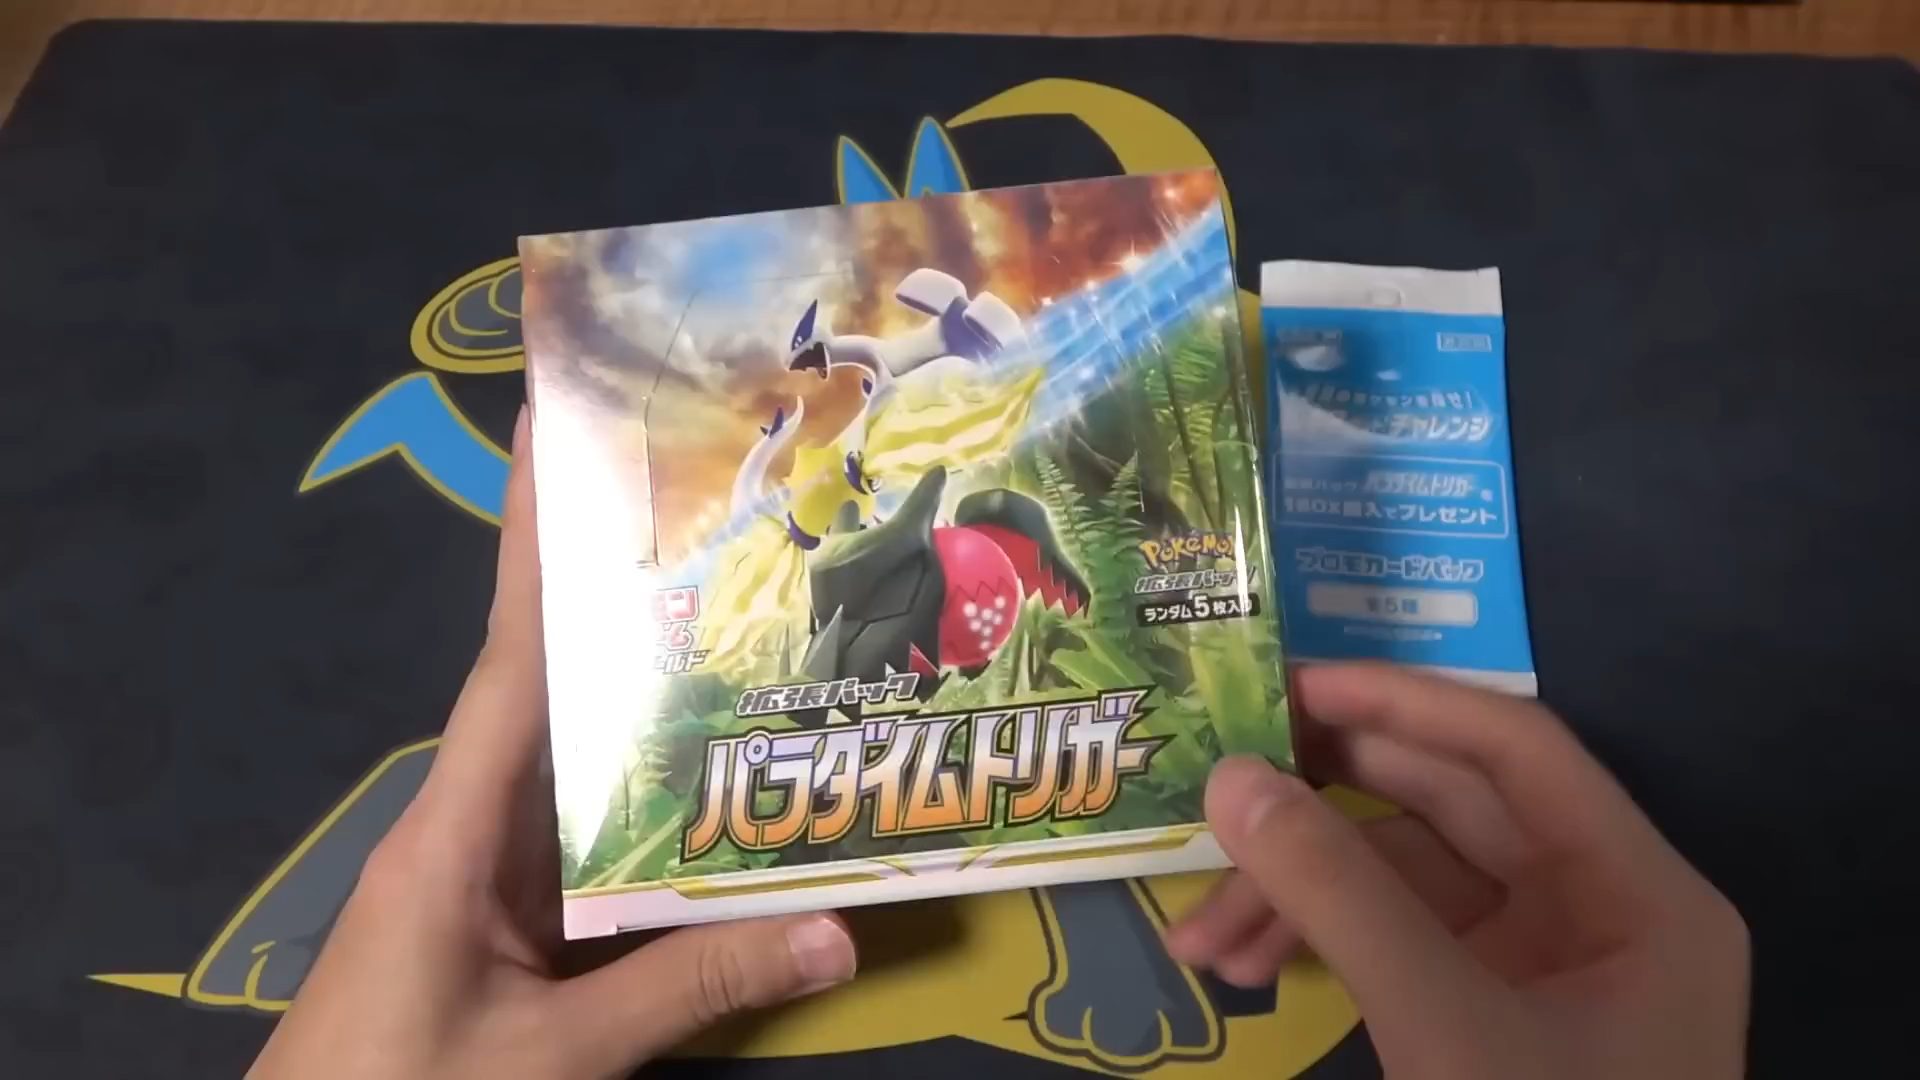 Pokémon
拡張パック
ランダム5枚入り
拡張パック
パラダイムトリガー
チャレンジ
拡張パック パラダイムトリガー を
1BOX購入でプレゼント
プロモカードパック
全5種